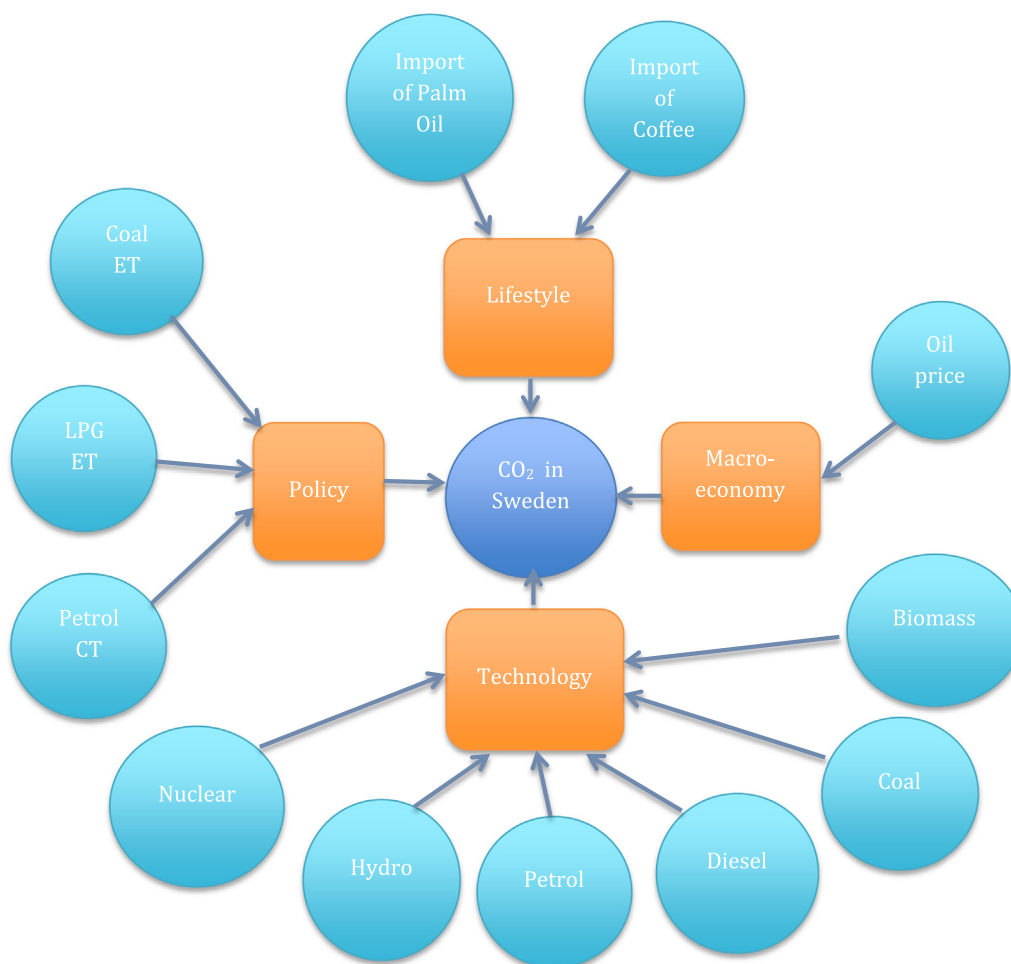 Import
of Palm
Oil
Import
of
Coffee
Coal
ET
Lifestyle
Oil
price
LPG
ET
Policy
CO₂ in
Sweden
Macro-
economy
Petrol
CT
Technology
Biomass
Nuclear
Hydro
Petrol
Diesel
Coal